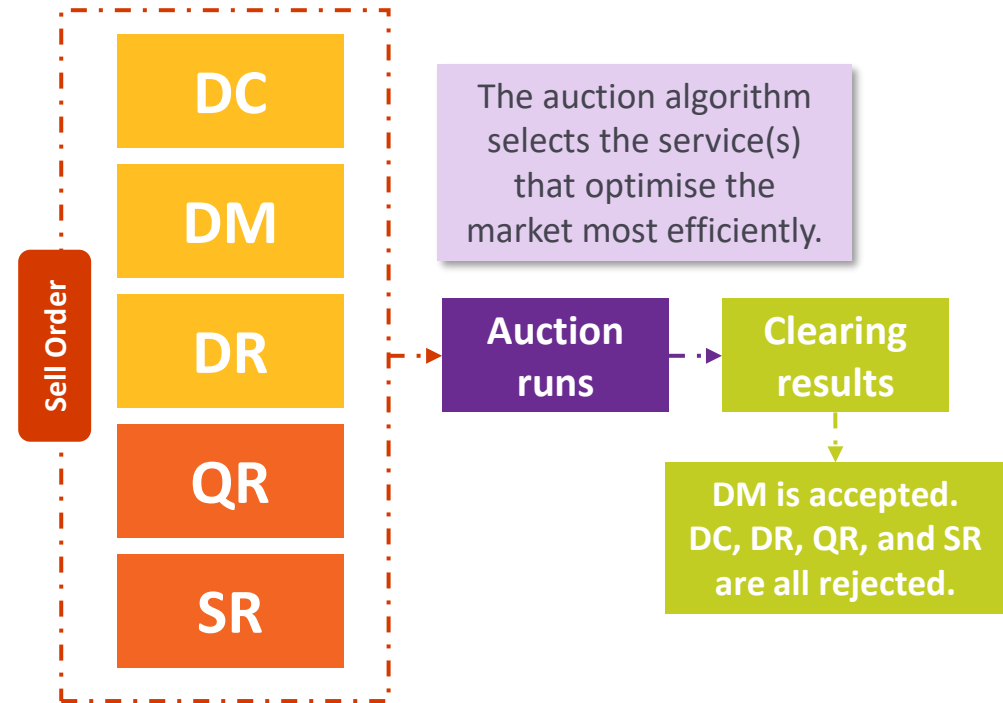 Sell Order
DC
DM
DR
QR
SR
The auction algorithm
selects the service(s)
that optimise the
market most efficiently.
Auction
runs
Clearing
results
DM is accepted.
DC, DR, QR, and SR
are all rejected.